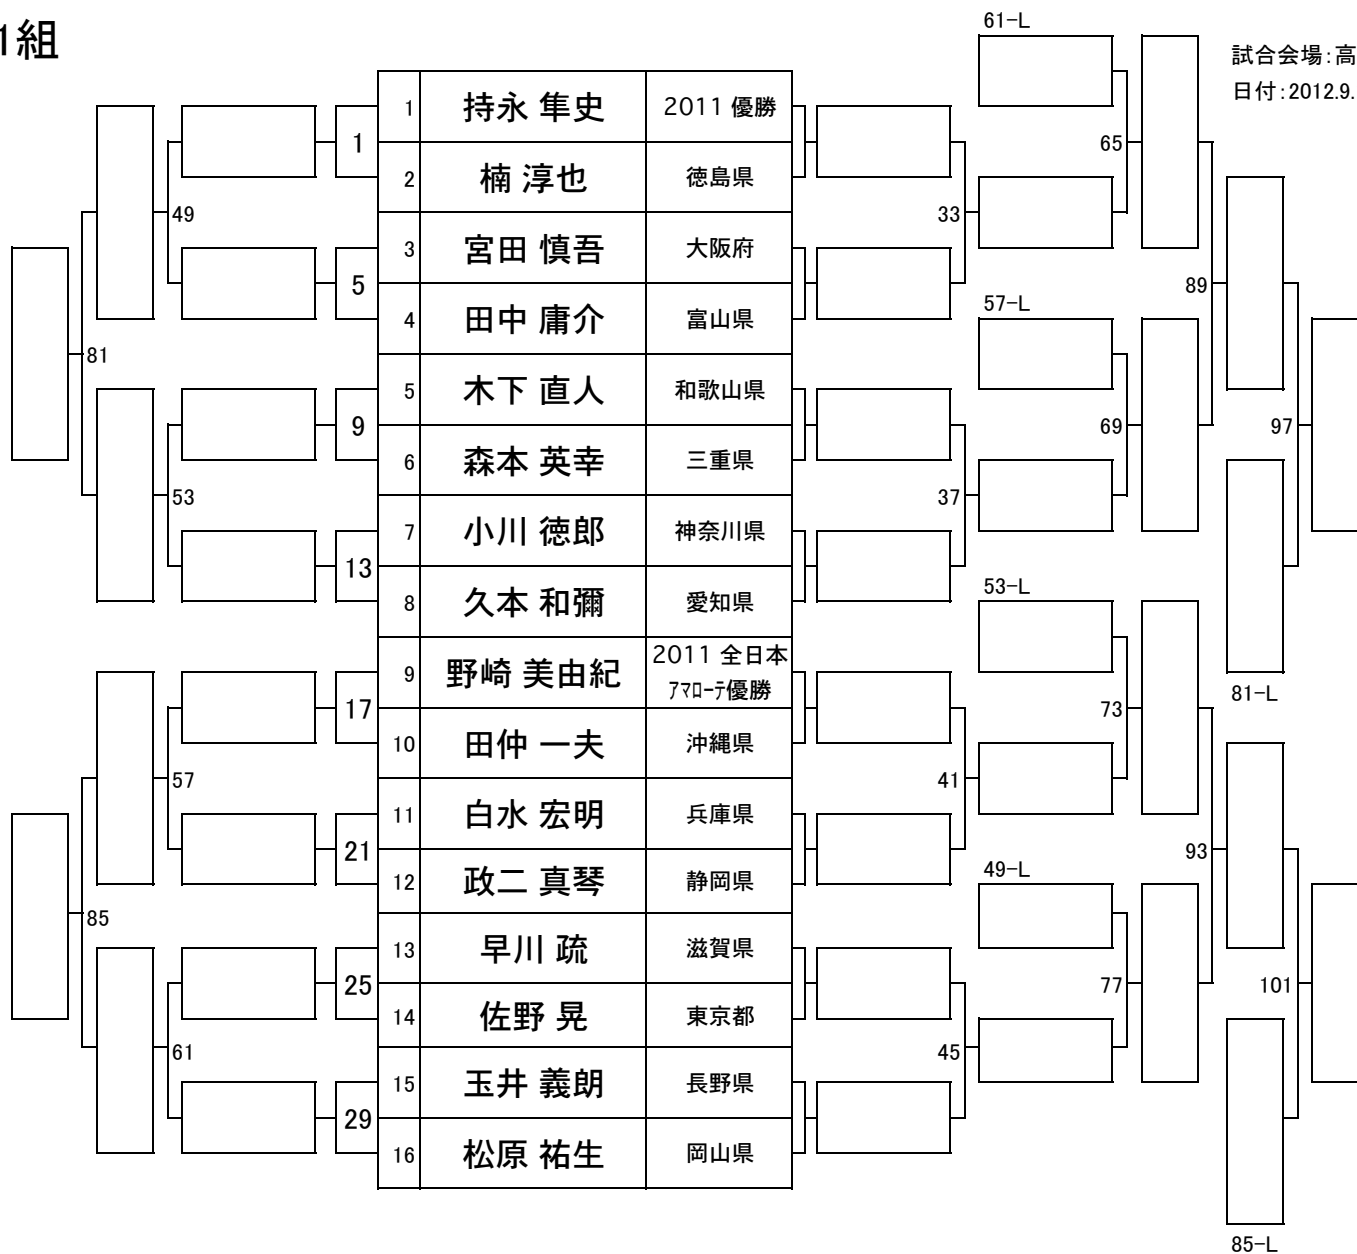 1組
試合会場:高
日付:2012.9.
1 持永 隼史 2011 優勝
2 楠 淳也 徳島県
3 宮田 慎吾 大阪府
4 田中 庸介 富山県
5 木下 直人 和歌山県
6 森本 英幸 三重県
7 小川 徳郎 神奈川県
8 久本 和彌 愛知県
9 野崎 美由紀 2011 全日本
アマローテ優勝
10 田仲 一夫 沖縄県
11 白水 宏明 兵庫県
12 政二 真琴 静岡県
13 早川 疏 滋賀県
14 佐野 晃 東京都
15 玉井 義朗 長野県
16 松原 祐生 岡山県
1
5
9
13
17
21
25
29
49
53
57
61
81
85
33
37
41
45
61-L
57-L
53-L
49-L
65
69
73
77
89
93
81-L
85-L
97
101